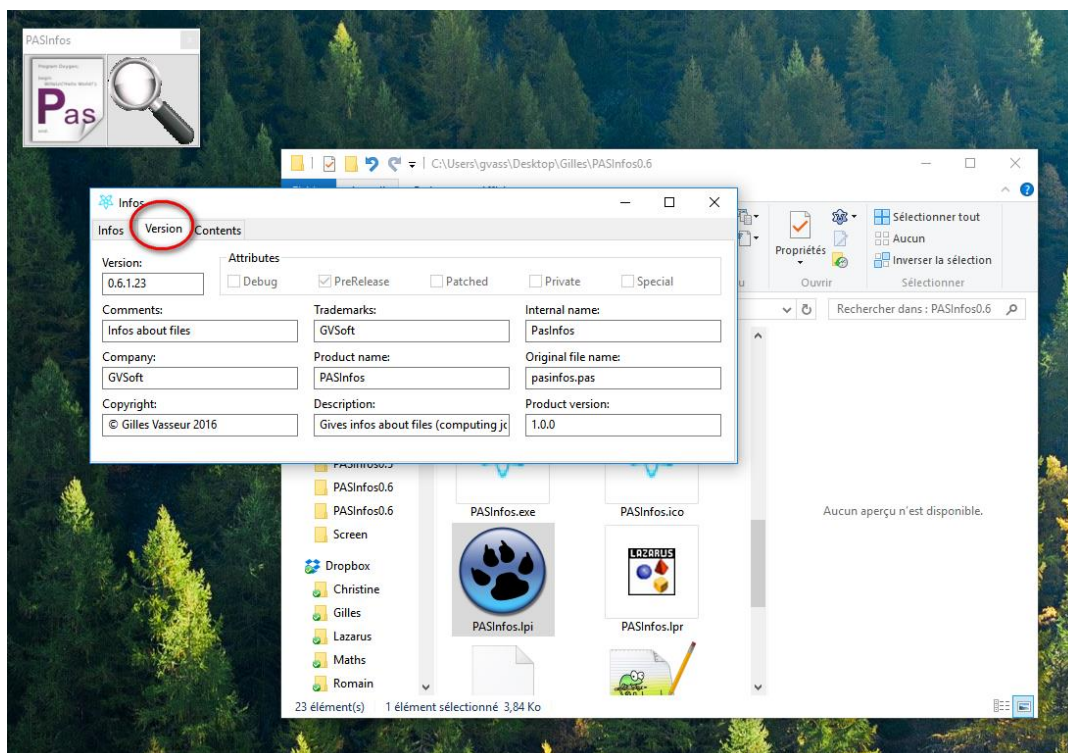 PASInfos
Pas
C:\Users\gvass\Desktop\Gilles\PASInfos0.6
Infos
Infos
Version
Contents
Version:
0.6.1.23
Attributes
Debug
PreRelease
Patched
Private
Special
Comments:
Infos about files
Trademarks:
GVSoft
Internal name:
PasInfos
Company:
GVSoft
Product name:
PASInfos
Original file name:
pasinfos.pas
Copyright:
© Gilles Vasseur 2016
Description:
Gives infos about files (computing jo
Product version:
1.0.0
Propriétés
Sélectionner tout
Aucun
Inverser la sélection
Ouvrir
Sélectionner
Rechercher dans : PASInfos0.6
PASInfos0.6
PASInfos0.6
Screen
Dropbox
Christine
Gilles
Lazarus
Maths
Romain
PASInfos.exe
PASInfos.ico
LAZARUS
PASInfos.lpi
PASInfos.lpr
Aucun aperçu n'est disponible.
23 élément(s)
1 élément sélectionné 3,84 Ko